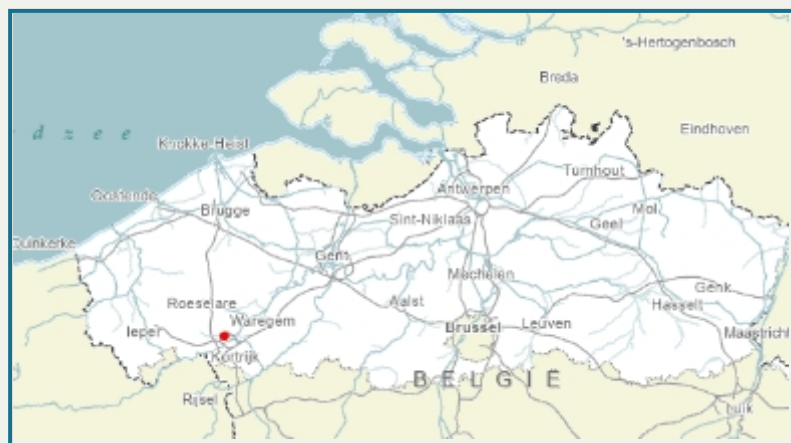 's-Hertogenbosch
Breda
Eindhoven
d z e e
Knokke-Heist
Turnhout
Antwerpen
Oostende
Brugge
Sint-Niklaas
Mol
Geel
Duinkerke
Gent
Mechelen
Genk
Roeselare
Aalst
Hasselt
Waregem
Ieper
Brussel
Leuven
Maastricht
Kortrijk
BELGIË
Rijsel
Luik